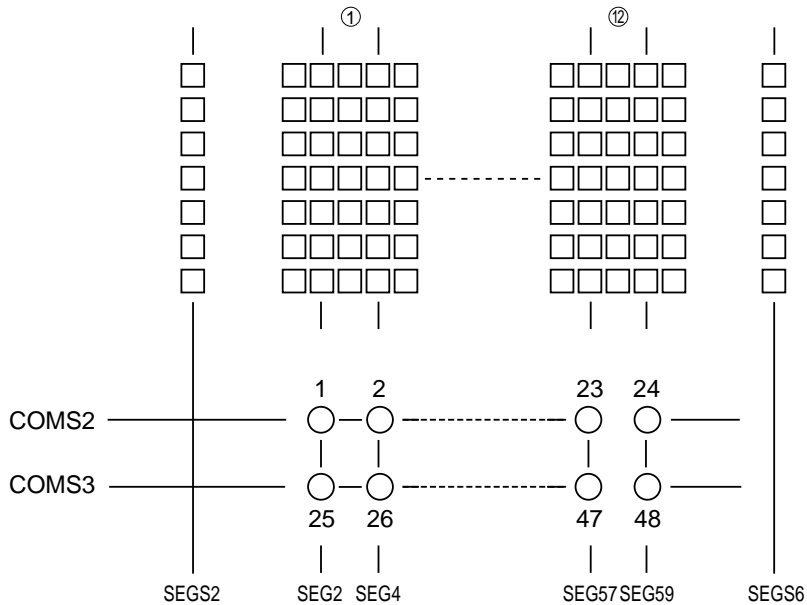 ① ⑫
1 2 23 24
COMS2
COMS3
25 26 47 48
SEGS2 SEG2 SEG4 SEG57 SEG59 SEGS6